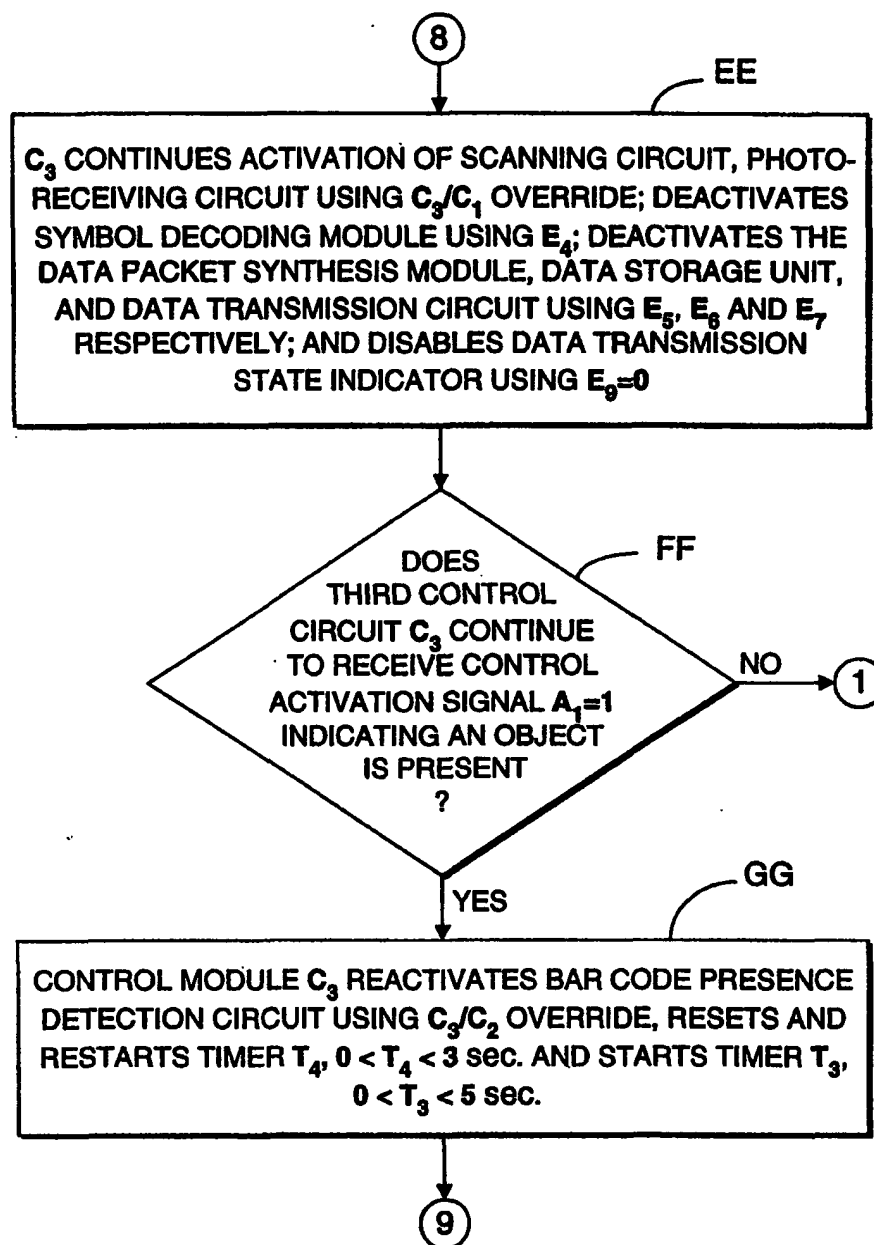 8
EE
C₃ CONTINUES ACTIVATION OF SCANNING CIRCUIT, PHOTO-
RECEIVING CIRCUIT USING C₃/C₁ OVERRIDE; DEACTIVATES
SYMBOL DECODING MODULE USING E₄; DEACTIVATES THE
DATA PACKET SYNTHESIS MODULE, DATA STORAGE UNIT,
AND DATA TRANSMISSION CIRCUIT USING E₅, E₆ AND E₇
RESPECTIVELY; AND DISABLES DATA TRANSMISSION
STATE INDICATOR USING E₉=0
FF
DOES
THIRD CONTROL
CIRCUIT C₃ CONTINUE
TO RECEIVE CONTROL
ACTIVATION SIGNAL A₁=1
INDICATING AN OBJECT
IS PRESENT
?
NO
1
YES
GG
CONTROL MODULE C₃ REACTIVATES BAR CODE PRESENCE
DETECTION CIRCUIT USING C₃/C₂ OVERRIDE, RESETS AND
RESTARTS TIMER T₄, 0 < T₄ < 3 sec. AND STARTS TIMER T₃,
0 < T₃ < 5 sec.
9